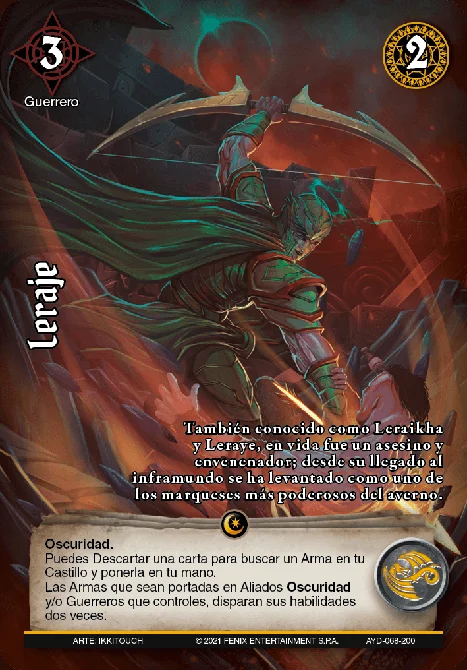 3
2
Guerrero
leraje
También conocido como Leraikha
y Leraye, en vida fue un asesino y
envenenador; desde su llegado al
inframundo se ha levantado como uno de
los marqueses más poderosos del averno.
Oscuridad.
Puedes Descartar una carta para buscar un Arma en tu
Castillo y ponerla en tu mano.
Las Armas que sean portadas en Aliados Oscuridad
y/o Guerreros que controles, disparan sus habilidades
dos veces.
ARTE: IKKITOUCH © 2021 FENIX ENTERTAINMENT S.RA. AYD-068-200